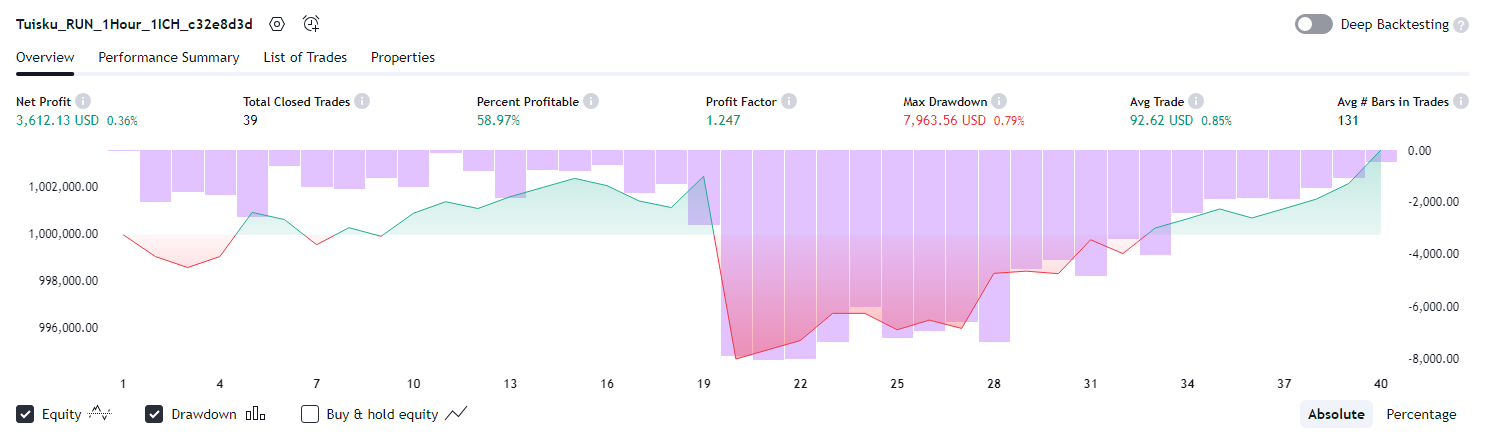 Tuisku_RUN_1Hour_1ICH_c32e8d3d
Deep Backtesting
Overview Performance Summary List of Trades Properties
Net Profit Total Closed Trades Percent Profitable Profit Factor Max Drawdown Avg Trade Avg # Bars in Trades
3,612.13 USD 0.36% 39 58.97% 1.247 7,963.56 USD 0.79% 92.62 USD 0.85% 131
0.00
1,002,000.00
-2,000.00
1,000,000.00
-4,000.00
998,000.00
-6,000.00
996,000.00
-8,000.00
1 4 7 10 13 16 19 22 25 28 31 34 37 40
Equity Drawdown Buy & hold equity Absolute Percentage